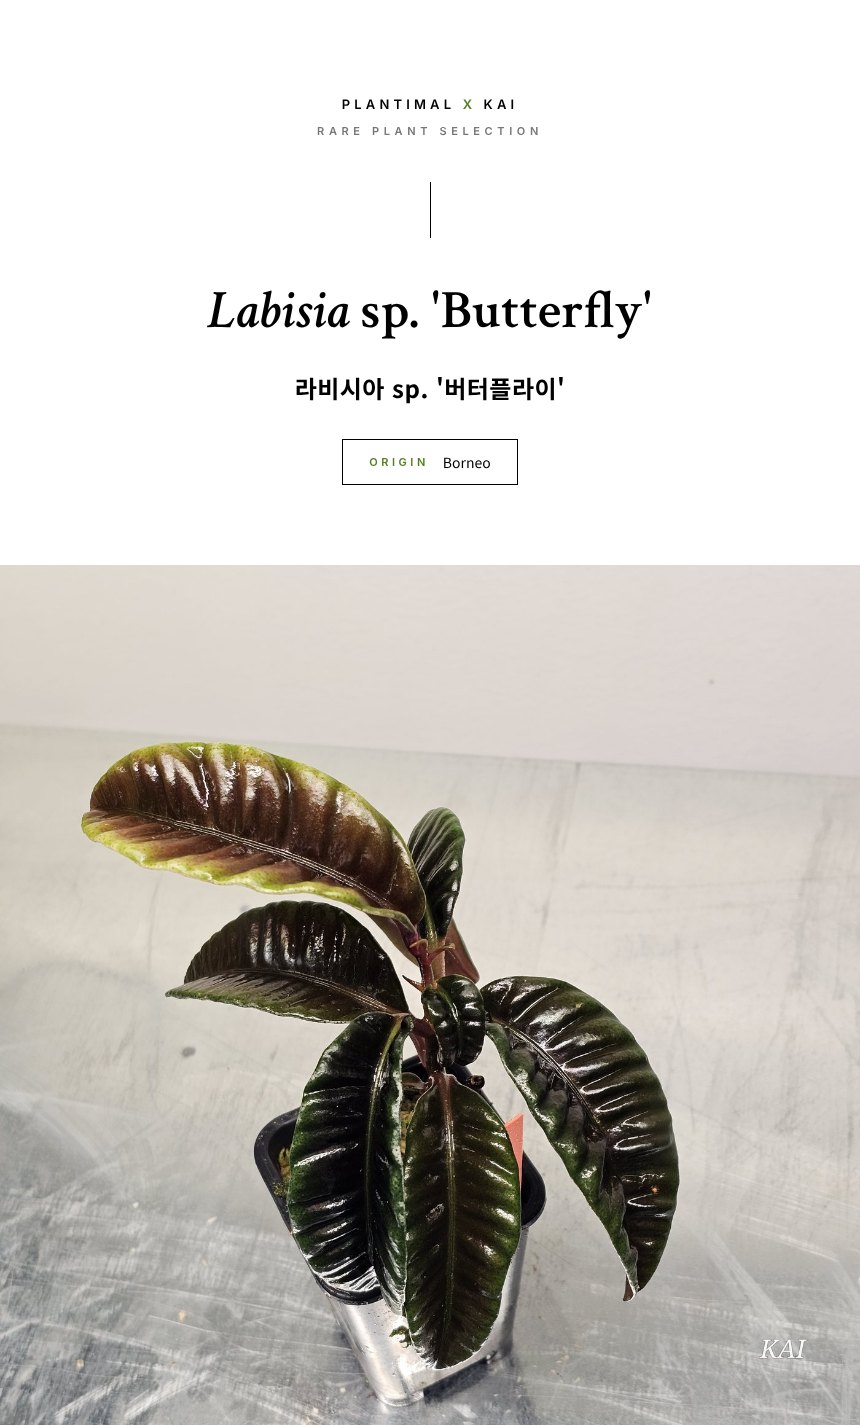 PLANTIMAL X KAI
RARE PLANT SELECTION
Labisia sp. 'Butterfly'
라비시아 sp. '버터플라이'
ORIGIN Borneo
KAI